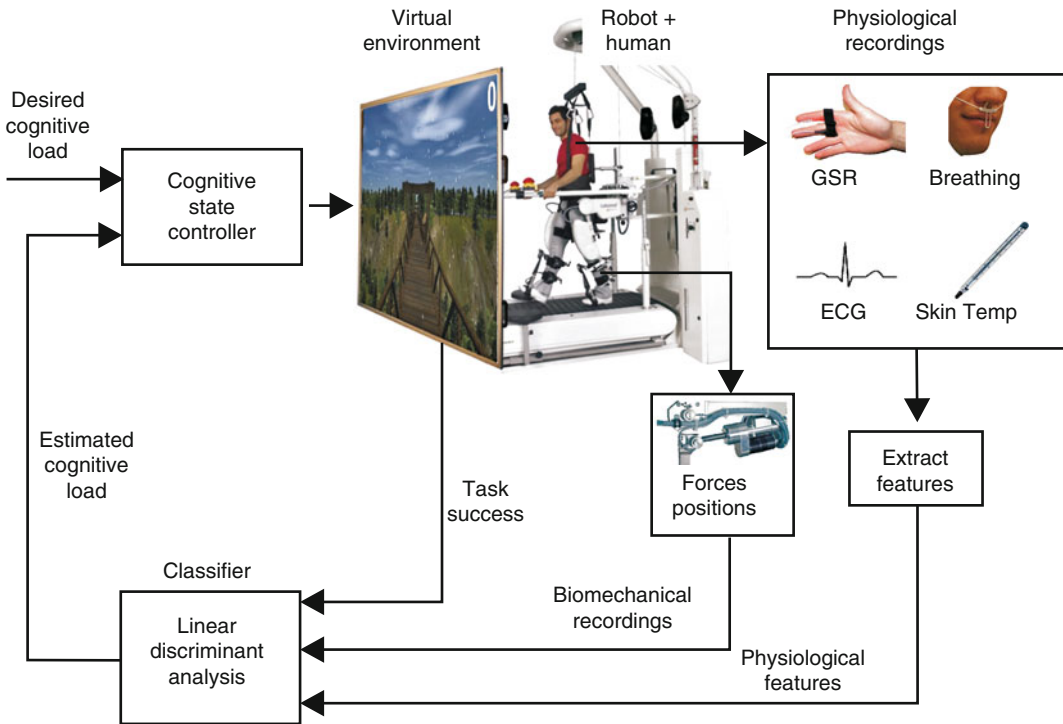 Virtual
environment
Robot +
human
Physiological
recordings
Desired
cognitive
load
Cognitive
state
controller
0
GSR
Breathing
ECG
Skin Temp
Estimated
cognitive
load
Task
success
Forces
positions
Extract
features
Classifier
Linear
discriminant
analysis
Biomechanical
recordings
Physiological
features